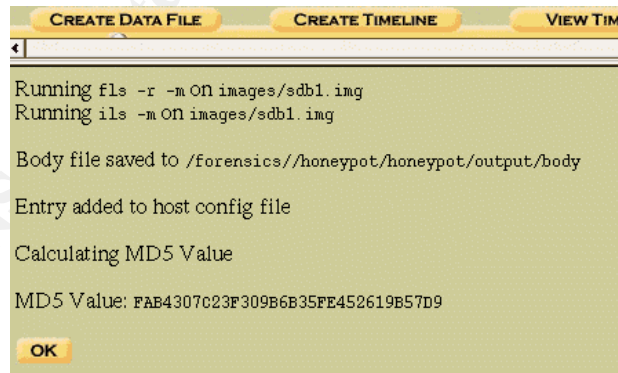 CREATE DATA FILE CREATE TIMELINE VIEW TIM
Running fls -r -m on images/sdb1.img
Running ils -m on images/sdb1.img
Body file saved to /forensics//honeypot/honeypot/output/body
Entry added to host config file
Calculating MD5 Value
MD5 Value: FAB4307C23F309B6B35FE452619B57D9
OK